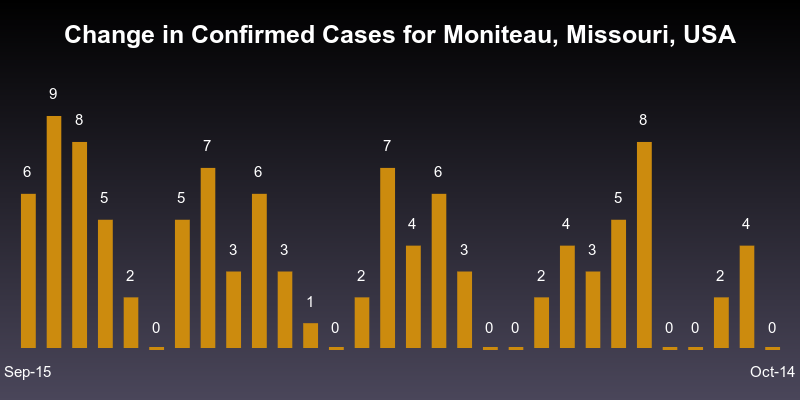 Change in Confirmed Cases for Moniteau, Missouri, USA
6 9 8 5 2 0 5 7 3 6 3 1 0 2 7 4 6 3 0 0 2 4 3 5 8 0 0 2 4 0
Sep-15 Oct-14